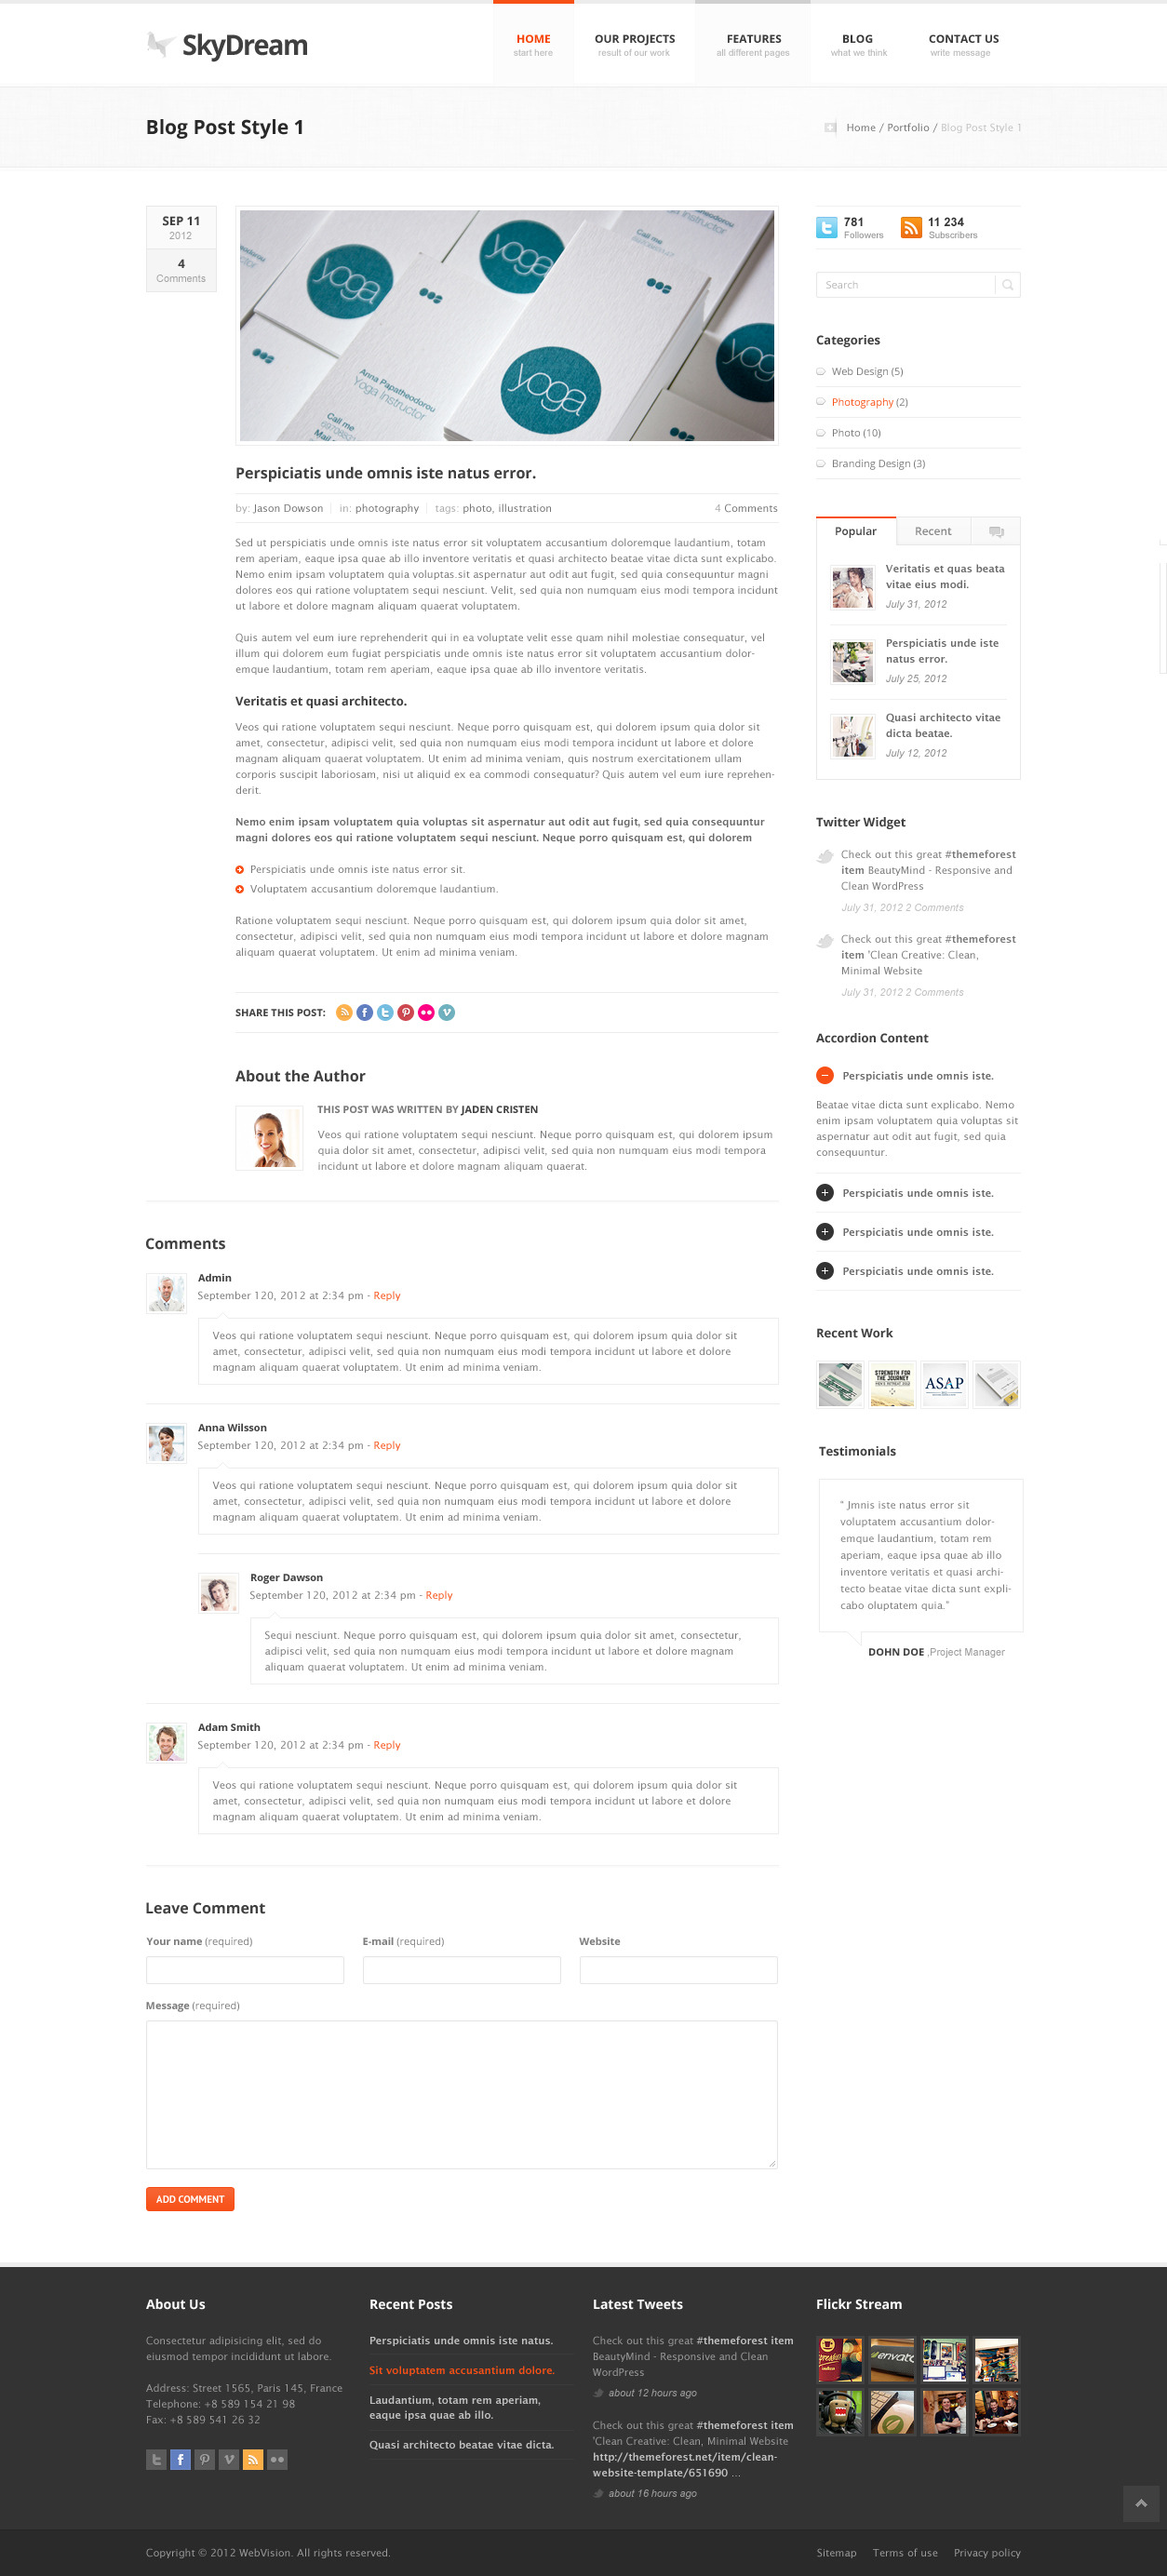 SkyDream
HOME
start here
OUR PROJECTS
result of our work
FEATURES
all different pages
BLOG
what we think
CONTACT US
write message
Blog Post Style 1
Home / Portfolio / Blog Post Style 1
SEP 11
2012
4
Comments
yoga
yoga
yoga
yoga
Anna Papatheodorou
Yoga Instructor
Call me
Perspiciatis unde omnis iste natus error.
by: Jason Dowson in: photography tags: photo, illustration
4 Comments
Sed ut perspiciatis unde omnis iste natus error sit voluptatem accusantium doloremque laudantium, totam
rem aperiam, eaque ipsa quae ab illo inventore veritatis et quasi architecto beatae vitae dicta sunt explicabo.
Nemo enim ipsam voluptatem quia voluptas.sit aspernatur aut odit aut fugit, sed quia consequuntur magni
dolores eos qui ratione voluptatem sequi nesciunt. Velit, sed quia non numquam eius modi tempora incidunt
ut labore et dolore magnam aliquam quaerat voluptatem.
Quis autem vel eum iure reprehenderit qui in ea voluptate velit esse quam nihil molestiae consequatur, vel
illum qui dolorem eum fugiat perspiciatis unde omnis iste natus error sit voluptatem accusantium dolor-
emque laudantium, totam rem aperiam, eaque ipsa quae ab illo inventore veritatis.
Veritatis et quasi architecto.
Veos qui ratione voluptatem sequi nesciunt. Neque porro quisquam est, qui dolorem ipsum quia dolor sit
amet, consectetur, adipisci velit, sed quia non numquam eius modi tempora incidunt ut labore et dolore
magnam aliquam quaerat voluptatem. Ut enim ad minima veniam, quis nostrum exercitationem ullam
corporis suscipit laboriosam, nisi ut aliquid ex ea commodi consequatur? Quis autem vel eum iure reprehen-
derit.
Nemo enim ipsam voluptatem quia voluptas sit aspernatur aut odit aut fugit, sed quia consequuntur
magni dolores eos qui ratione voluptatem sequi nesciunt. Neque porro quisquam est, qui dolorem
Perspiciatis unde omnis iste natus error sit.
Voluptatem accusantium doloremque laudantium.
Ratione voluptatem sequi nesciunt. Neque porro quisquam est, qui dolorem ipsum quia dolor sit amet,
consectetur, adipisci velit, sed quia non numquam eius modi tempora incidunt ut labore et dolore magnam
aliquam quaerat voluptatem. Ut enim ad minima veniam.
SHARE THIS POST:
About the Author
THIS POST WAS WRITTEN BY JADEN CRISTEN
Veos qui ratione voluptatem sequi nesciunt. Neque porro quisquam est, qui dolorem ipsum
quia dolor sit amet, consectetur, adipisci velit, sed quia non numquam eius modi tempora
incidunt ut labore et dolore magnam aliquam quaerat.
Comments
Admin
September 120, 2012 at 2:34 pm - Reply
Veos qui ratione voluptatem sequi nesciunt. Neque porro quisquam est, qui dolorem ipsum quia dolor sit
amet, consectetur, adipisci velit, sed quia non numquam eius modi tempora incidunt ut labore et dolore
magnam aliquam quaerat voluptatem. Ut enim ad minima veniam.
Anna Wilsson
September 120, 2012 at 2:34 pm - Reply
Veos qui ratione voluptatem sequi nesciunt. Neque porro quisquam est, qui dolorem ipsum quia dolor sit
amet, consectetur, adipisci velit, sed quia non numquam eius modi tempora incidunt ut labore et dolore
magnam aliquam quaerat voluptatem. Ut enim ad minima veniam.
Roger Dawson
September 120, 2012 at 2:34 pm - Reply
Sequi nesciunt. Neque porro quisquam est, qui dolorem ipsum quia dolor sit amet, consectetur,
adipisci velit, sed quia non numquam eius modi tempora incidunt ut labore et dolore magnam
aliquam quaerat voluptatem. Ut enim ad minima veniam.
Adam Smith
September 120, 2012 at 2:34 pm - Reply
Veos qui ratione voluptatem sequi nesciunt. Neque porro quisquam est, qui dolorem ipsum quia dolor sit
amet, consectetur, adipisci velit, sed quia non numquam eius modi tempora incidunt ut labore et dolore
magnam aliquam quaerat voluptatem. Ut enim ad minima veniam.
Leave Comment
Your name (required)
E-mail (required)
Website
Message (required)
ADD COMMENT
781
Followers
11 234
Subscribers
Search
Categories
Web Design (5)
Photography (2)
Photo (10)
Branding Design (3)
Popular
Recent
Veritatis et quas beata
vitae eius modi.
July 31, 2012
Perspiciatis unde iste
natus error.
July 25, 2012
Quasi architecto vitae
dicta beatae.
July 12, 2012
Twitter Widget
Check out this great #themeforest
item BeautyMind - Responsive and
Clean WordPress
July 31, 2012 2 Comments
Check out this great #themeforest
item 'Clean Creative: Clean,
Minimal Website
July 31, 2012 2 Comments
Accordion Content
Perspiciatis unde omnis iste.
Beatae vitae dicta sunt explicabo. Nemo
enim ipsam voluptatem quia voluptas sit
aspernatur aut odit aut fugit, sed quia
consequuntur.
Perspiciatis unde omnis iste.
Perspiciatis unde omnis iste.
Perspiciatis unde omnis iste.
Recent Work
STRENGTH FOR
THE JOURNEY
ASAP
Testimonials
" Jmnis iste natus error sit
voluptatem accusantium dolor-
emque laudantium, totam rem
aperiam, eaque ipsa quae ab illo
inventore veritatis et quasi archi-
tecto beatae vitae dicta sunt expli-
cabo oluptatem quia."
DOHN DOE ,Project Manager
About Us
Consectetur adipisicing elit, sed do
eiusmod tempor incididunt ut labore.
Address: Street 1565, Paris 145, France
Telephone: +8 589 154 21 98
Fax: +8 589 541 26 32
Recent Posts
Perspiciatis unde omnis iste natus.
Sit voluptatem accusantium dolore.
Laudantium, totam rem aperiam,
eaque ipsa quae ab illo.
Quasi architecto beatae vitae dicta.
Latest Tweets
Check out this great #themeforest item
BeautyMind - Responsive and Clean
WordPress
about 12 hours ago
Check out this great #themeforest item
'Clean Creative: Clean, Minimal Website
http://themeforest.net/item/clean-
website-template/651690 ...
about 16 hours ago
Flickr Stream
envato
Copyright © 2012 WebVision. All rights reserved.
Sitemap
Terms of use
Privacy policy